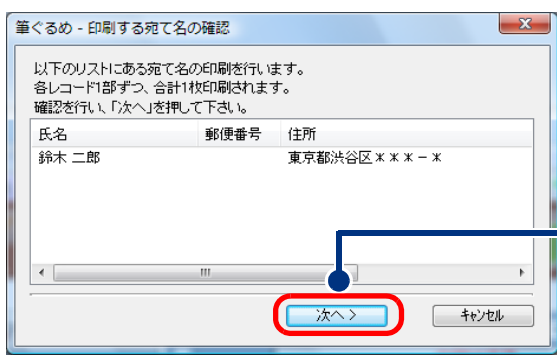 筆ぐるめ - 印刷する宛て名の確認
以下のリストにある宛て名の印刷を行います。
各レコード1部ずつ、合計1枚印刷されます。
確認を行い、「次へ」を押して下さい。
氏名 郵便番号 住所
鈴木 二郎 東京都渋谷区＊＊＊－＊
次へ >
キャンセル